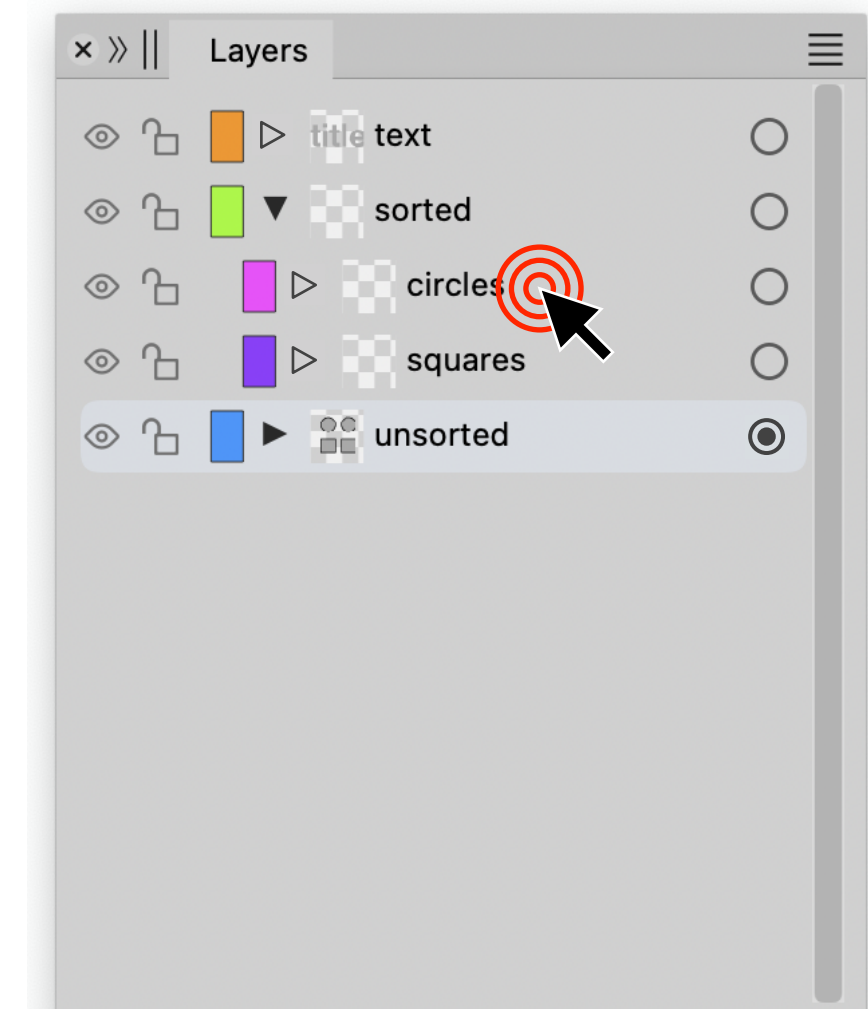 Layers
title text
sorted
circles
squares
unsorted